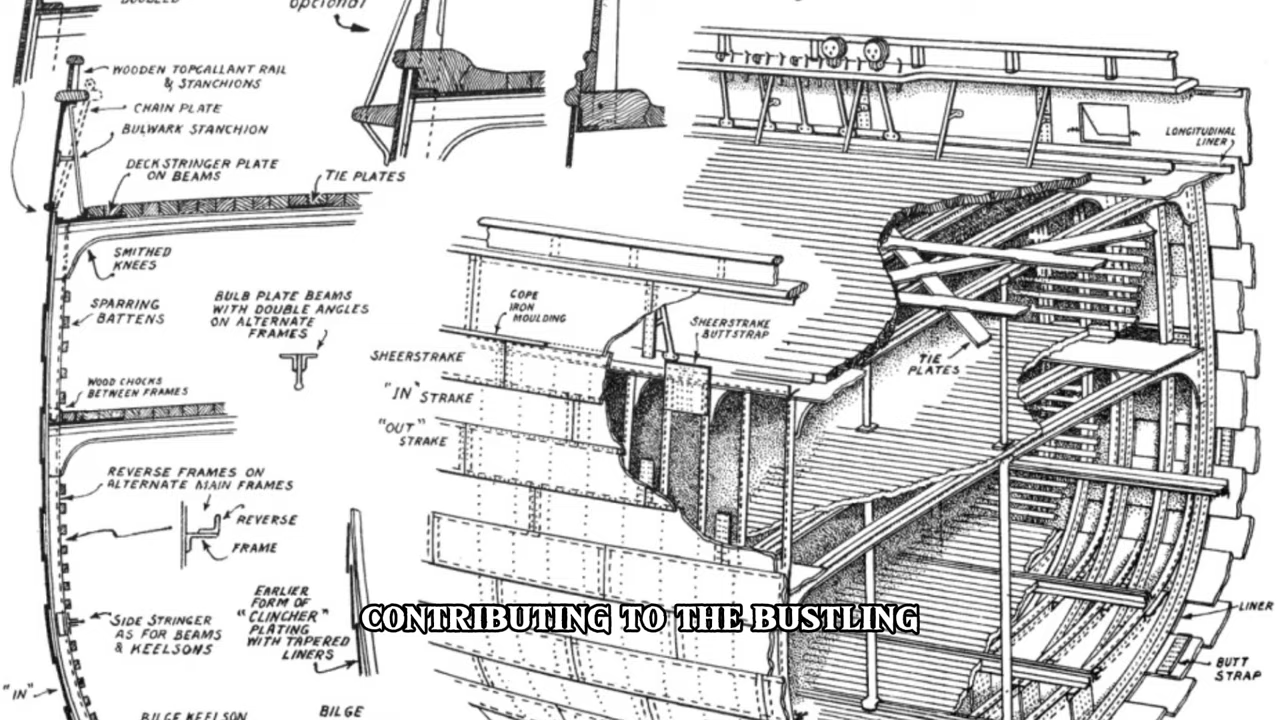 DOUBLED
optional
WOODEN TOPGALLANT RAIL
& STANCHIONS
CHAIN PLATE
BULWARK STANCHION
DECK STRINGER PLATE
ON BEAMS
TIE PLATES
LONGITUDINAL
LINER
SMITHED
KNEES
SPARRING
BATTENS
BULB PLATE BEAMS
WITH DOUBLE ANGLES
ON ALTERNATE
FRAMES
COPE
IRON
MOULDING
SHEERSTRAKE
BUTTSTRAP
SHEERSTRAKE
TIE
PLATES
WOOD CHOCKS
BETWEEN FRAMES
"IN" STRAKE
"OUT"
STRAKE
REVERSE FRAMES ON
ALTERNATE MAIN FRAMES
REVERSE
FRAME
EARLIER
FORM OF
"CLINCHER"
PLATING
WITH TAPERED
LINERS
SIDE STRINGER
AS FOR BEAMS
& KEELSONS
CONTRIBUTING TO THE BUSTLING
LINER
BUTT
STRAP
"IN"
BILGE KEELSON
BILGE